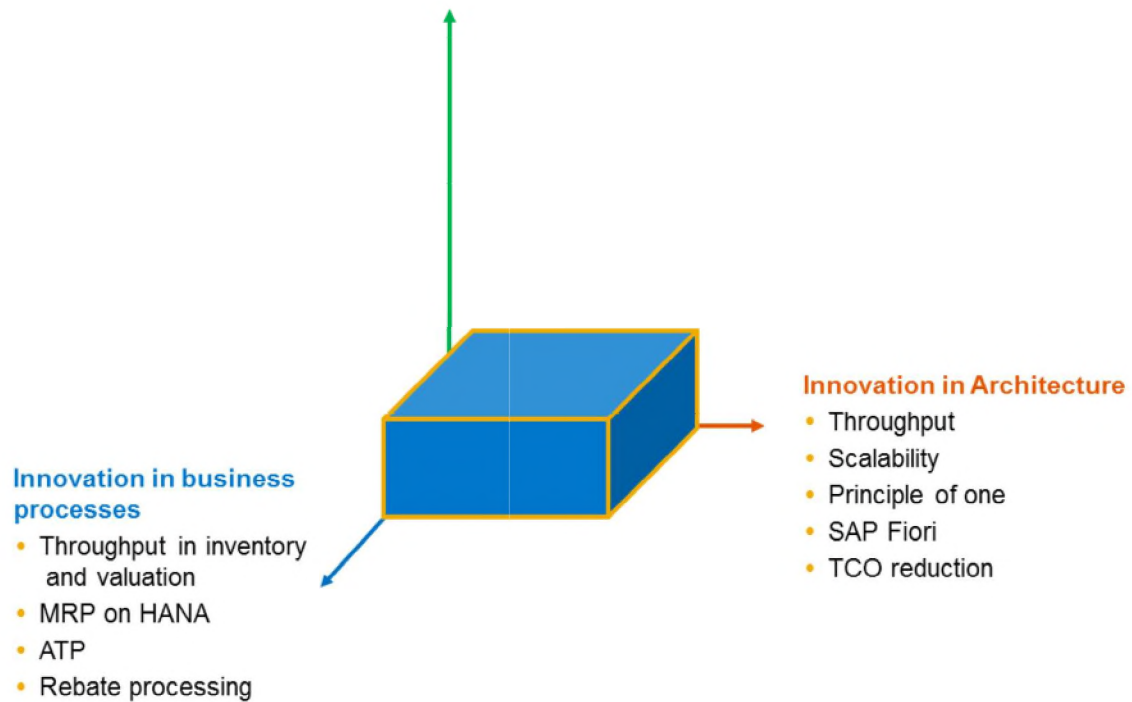 Innovation in Architecture
• Throughput
• Scalability
• Principle of one
• SAP Fiori
• TCO reduction
Innovation in business
processes
• Throughput in inventory
and valuation
• MRP on HANA
• ATP
• Rebate processing